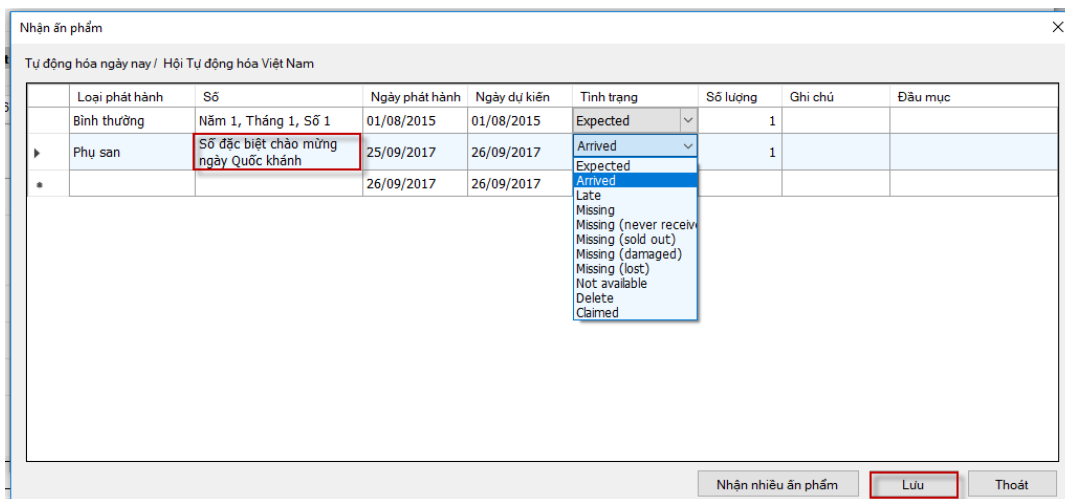 Nhận ấn phẩm
Tự động hóa ngày nay / Hội Tự động hóa Việt Nam
Loại phát hành Số Ngày phát hành Ngày dự kiến Tình trạng Số lượng Ghi chú Đầu mục
Bình thường Năm 1, Tháng 1, Số 1 01/08/2015 01/08/2015 Expected 1
Phụ san Số đặc biệt chào mừng 25/09/2017 26/09/2017 Arrived 1
ngày Quốc khánh
26/09/2017 26/09/2017
Expected
Arrived
Late
Missing
Missing (never receive
Missing (sold out)
Missing (damaged)
Missing (lost)
Not available
Delete
Claimed
Nhận nhiều ấn phẩm Lưu Thoát